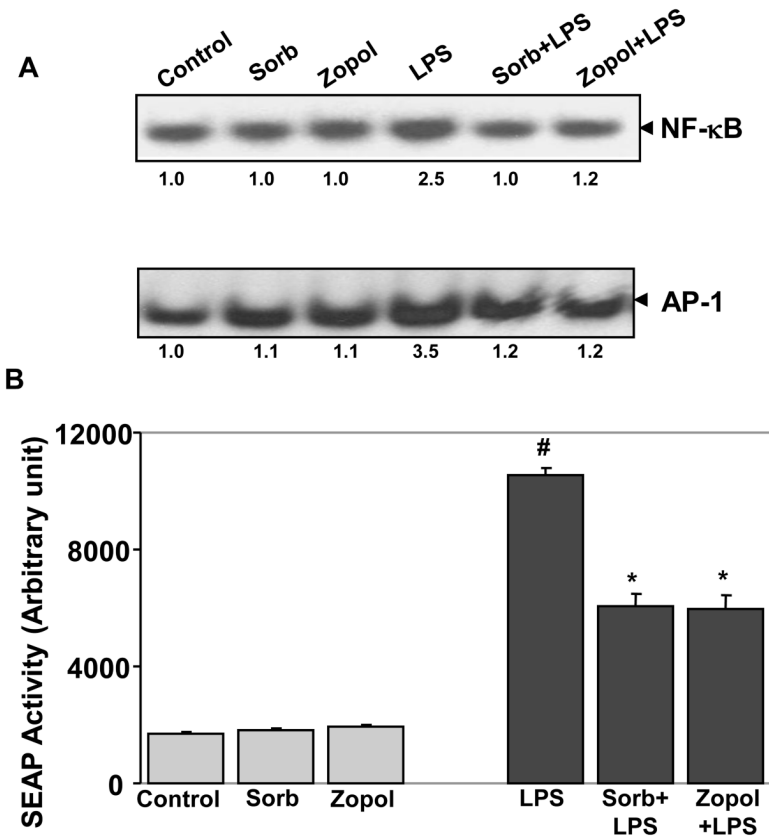 A
Control Sorb Zopol LPS Sorb+LPS Zopol+LPS
NF-κB
1.0 1.0 1.0 2.5 1.0 1.2
AP-1
1.0 1.1 1.1 3.5 1.2 1.2
B
SEAP Activity (Arbitrary unit)
12000
8000
4000
0
#
* *
Control Sorb Zopol LPS Sorb+ Zopol
LPS +LPS